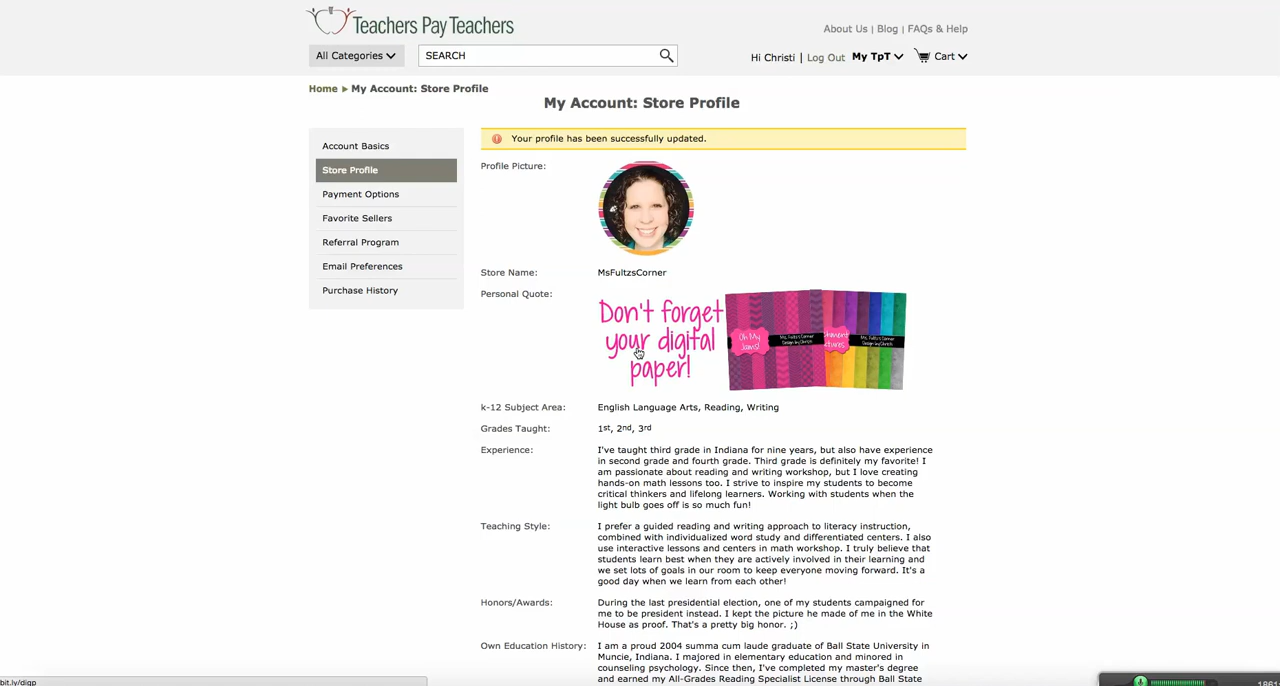 Teachers Pay Teachers
About Us | Blog | FAQs & Help
All Categories
SEARCH
Hi Christi | Log Out My TpT Cart
Home ▸ My Account: Store Profile
My Account: Store Profile
Account Basics
Store Profile
Payment Options
Favorite Sellers
Referral Program
Email Preferences
Purchase History
Your profile has been successfully updated.
Profile Picture:
Store Name: MsFultzsCorner
Personal Quote:
Don't forget
your digital
paper!
Oh My
k-12 Subject Area: English Language Arts, Reading, Writing
Grades Taught: 1st, 2nd, 3rd
Experience: I've taught third grade in Indiana for nine years, but also have experience
in second grade and fourth grade. Third grade is definitely my favorite! I
am passionate about reading and writing workshop, but I love creating
hands-on math lessons too. I strive to inspire my students to become
critical thinkers and lifelong learners. Working with students when the
light bulb goes off is so much fun!
Teaching Style: I prefer a guided reading and writing approach to literacy instruction,
combined with individualized word study and differentiated centers. I also
use interactive lessons and centers in math workshop. I truly believe that
students learn best when they are actively involved in their learning and
we set lots of goals in our room to keep everyone moving forward. It's a
good day when we learn from each other!
Honors/Awards: During the last presidential election, one of my students campaigned for
me to be president instead. I kept the picture he made of me in the White
House as proof. That's a pretty big honor. ;)
Own Education History: I am a proud 2004 summa cum laude graduate of Ball State University in
Muncie, Indiana. I majored in elementary education and minored in
counseling psychology. Since then, I've completed my master's degree
and earned my All-Grades Reading Specialist License through Ball State
bit.ly/digp